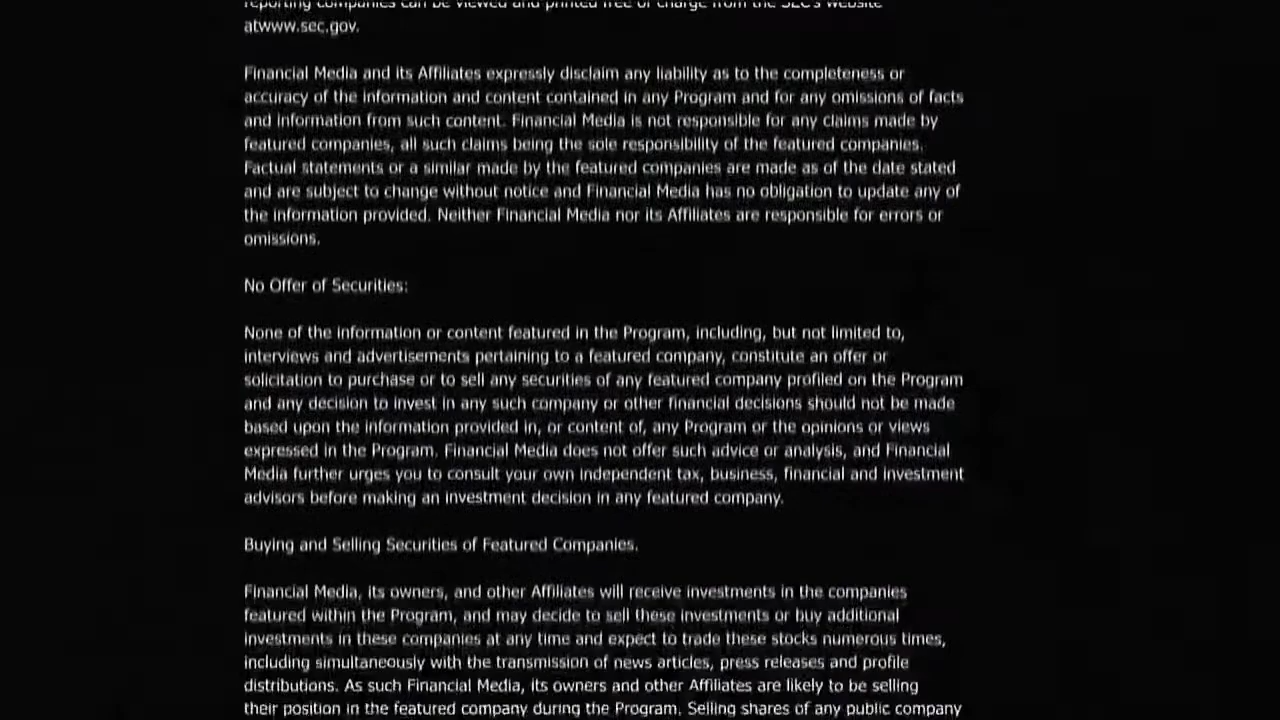 reporting companies can be viewed and printed free of charge from the SEC's website
atwww.sec.gov.
Financial Media and its Affiliates expressly disclaim any liability as to the completeness or
accuracy of the information and content contained in any Program and for any omissions of facts
and information from such content. Financial Media is not responsible for any claims made by
featured companies, all such claims being the sole responsibility of the featured companies.
Factual statements or a similar made by the featured companies are made as of the date stated
and are subject to change without notice and Financial Media has no obligation to update any of
the information provided. Neither Financial Media nor its Affiliates are responsible for errors or
omissions.
No Offer of Securities:
None of the information or content featured in the Program, including, but not limited to,
interviews and advertisements pertaining to a featured company, constitute an offer or
solicitation to purchase or to sell any securities of any featured company profiled on the Program
and any decision to invest in any such company or other financial decisions should not be made
based upon the information provided in, or content of, any Program or the opinions or views
expressed in the Program. Financial Media does not offer such advice or analysis, and Financial
Media further urges you to consult your own independent tax, business, financial and investment
advisors before making an investment decision in any featured company.
Buying and Selling Securities of Featured Companies.
Financial Media, its owners, and other Affiliates will receive investments in the companies
featured within the Program, and may decide to sell these investments or buy additional
investments in these companies at any time and expect to trade these stocks numerous times,
including simultaneously with the transmission of news articles, press releases and profile
distributions. As such Financial Media, its owners and other Affiliates are likely to be selling
their position in the featured company during the Program. Selling shares of any public company